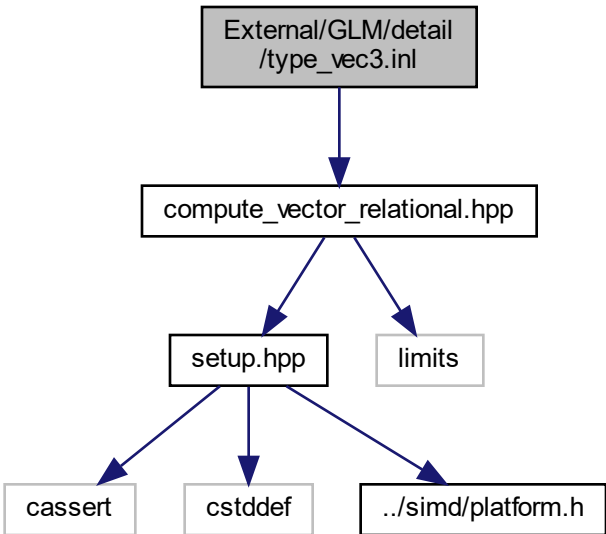 External/GLM/detail
/type_vec3.inl
compute_vector_relational.hpp
setup.hpp
limits
cassert
cstddef
../simd/platform.h